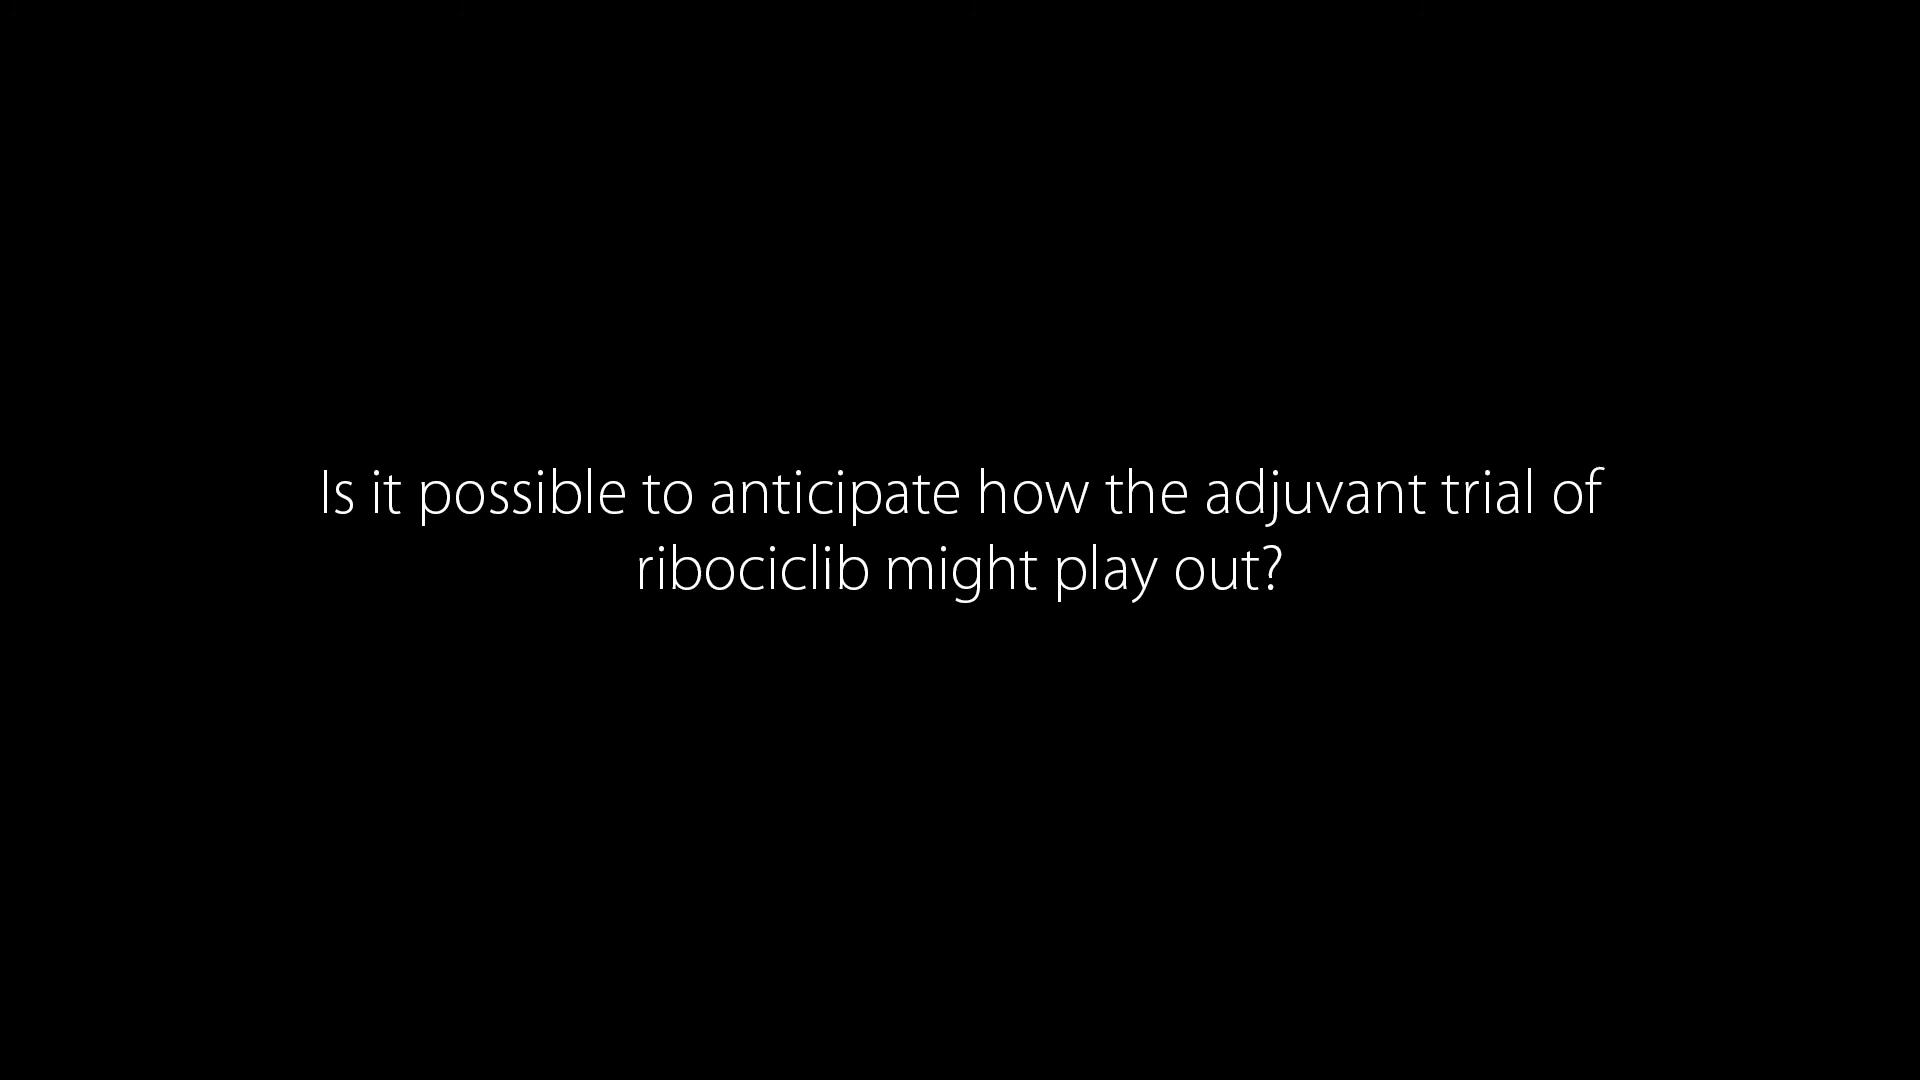 Is it possible to anticipate how the adjuvant trial of
ribociclib might play out?